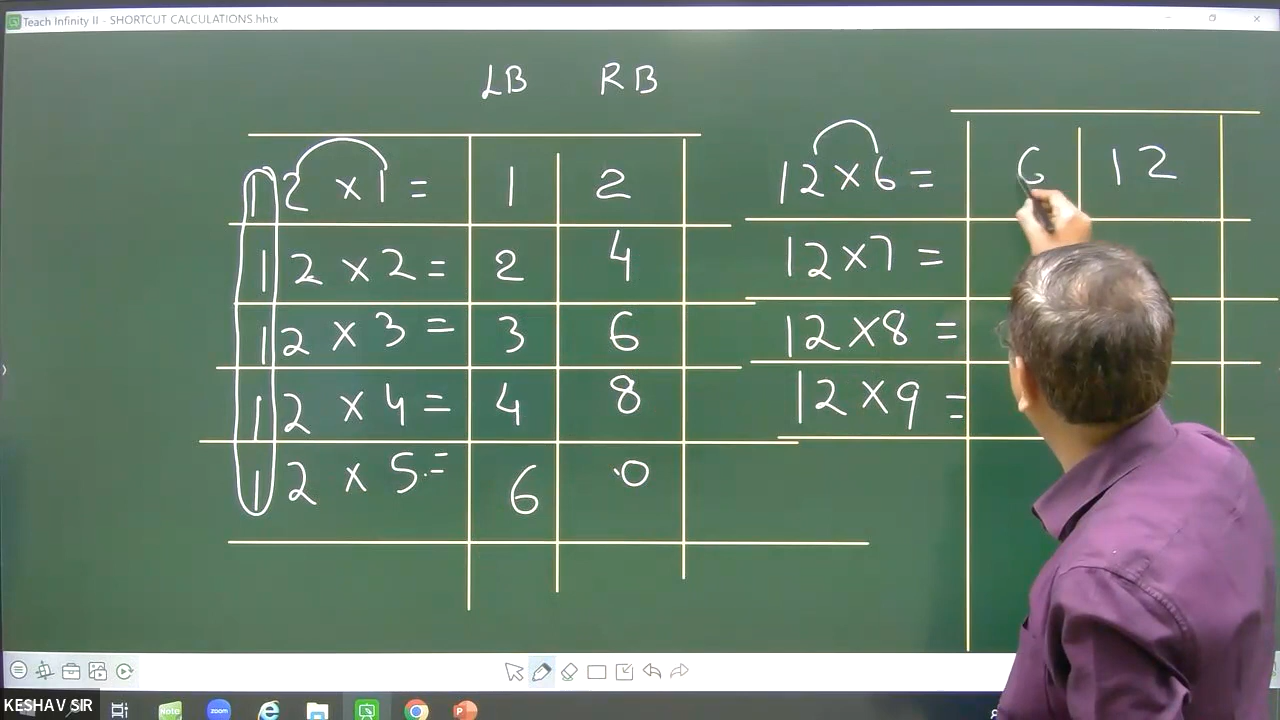 Teach Infinity II - SHORTCUT CALCULATIONS.hhtx
LB RB
12 × 1 = 1 2
12 × 2 = 2 4
12 × 3 = 3 6
12 × 4 = 4 8
12 × 5 = 6 0
12 × 6 = 6 12
12 × 7 =
12 × 8 =
12 × 9 =
KESHAV SIR
Note
zoom